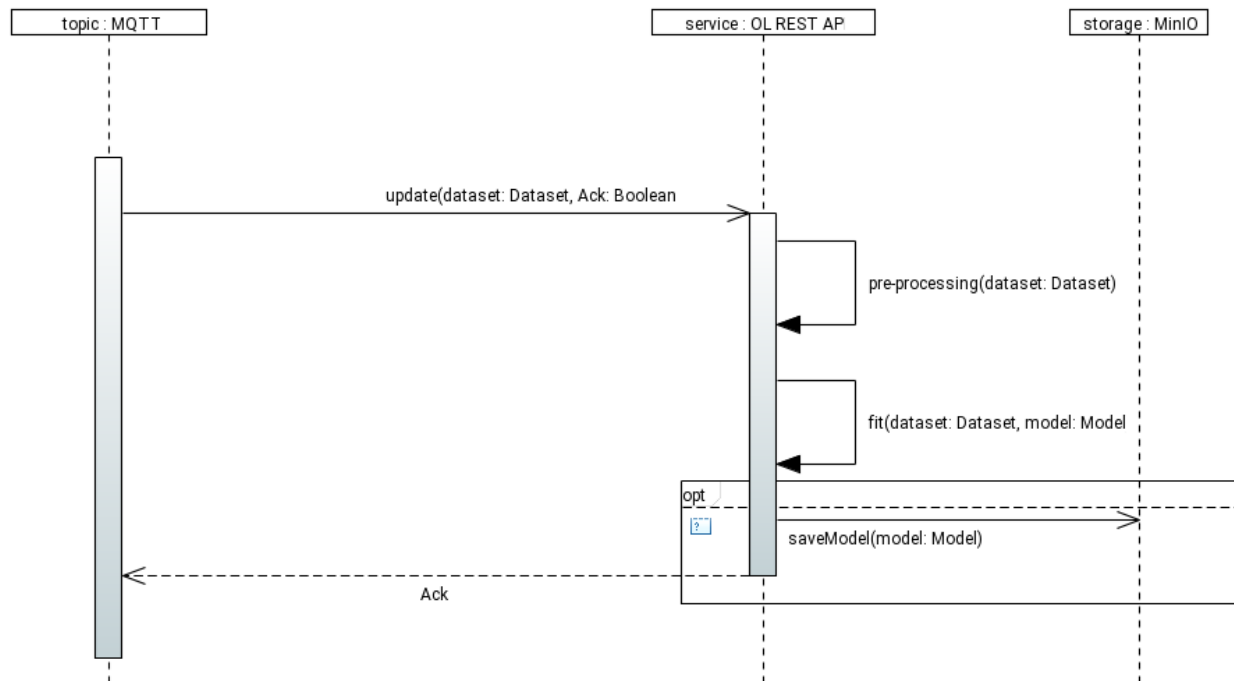 topic : MQTT
service : OL REST AP
storage : MinIO
update(dataset: Dataset, Ack: Boolean
pre-processing(dataset: Dataset)
fit(dataset: Dataset, model: Model
opt
?
saveModel(model: Model)
Ack